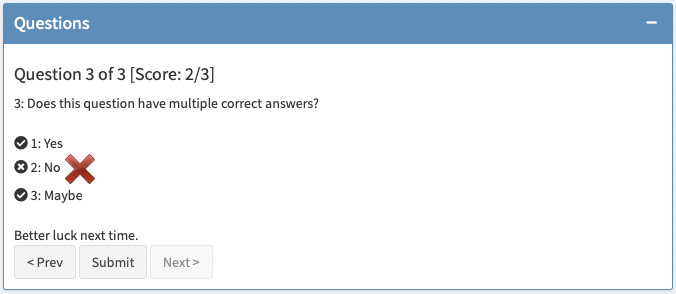 Questions
Question 3 of 3 [Score: 2/3]
3: Does this question have multiple correct answers?
1: Yes
2: No
3: Maybe
Better luck next time.
< Prev Submit Next >